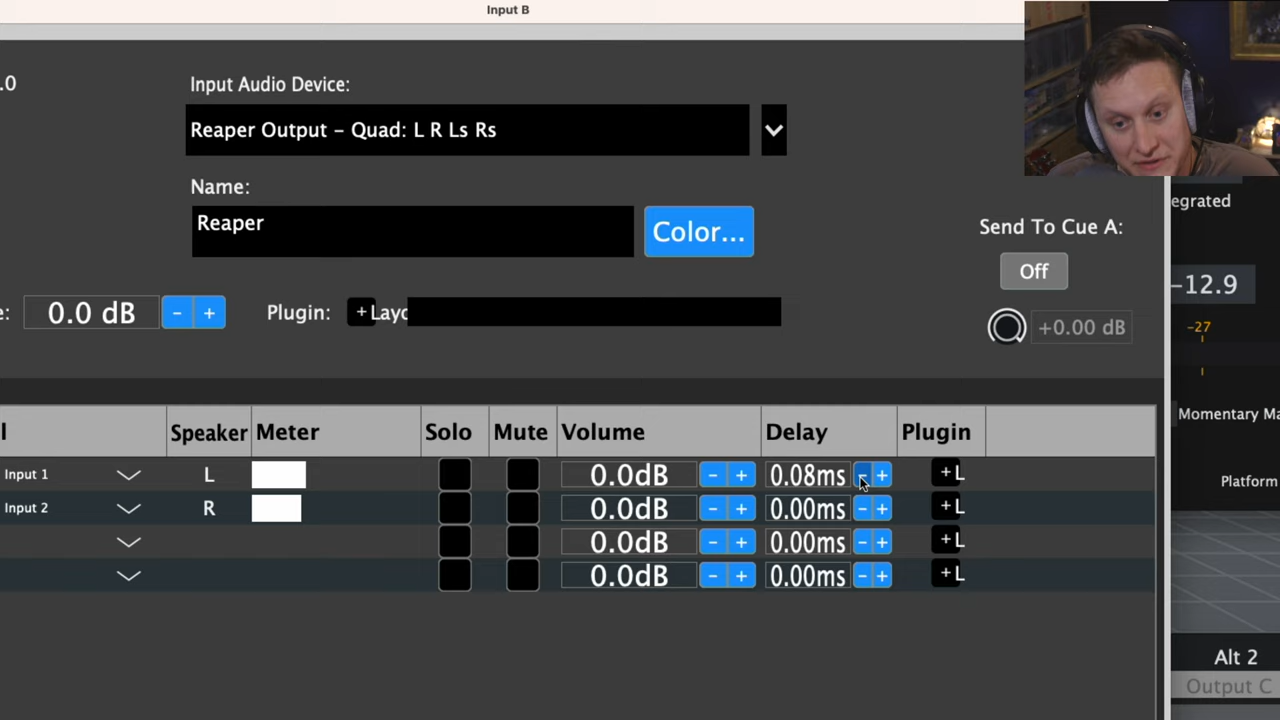 Input B
.0
Input Audio Device:
Reaper Output – Quad: L R Ls Rs
Name:
Reaper
Color...
Send To Cue A:
Off
+0.00 dB
egrated
-12.9
-27
e: 0.0 dB - + Plugin: + Layo
Momentary Ma
l Speaker Meter Solo Mute Volume Delay Plugin
Input 1 L 0.0dB - + 0.08ms - + + L
Input 2 R 0.0dB - + 0.00ms - + + L
0.0dB - + 0.00ms - + + L
0.0dB - + 0.00ms - + + L
Platform
Alt 2
Output C